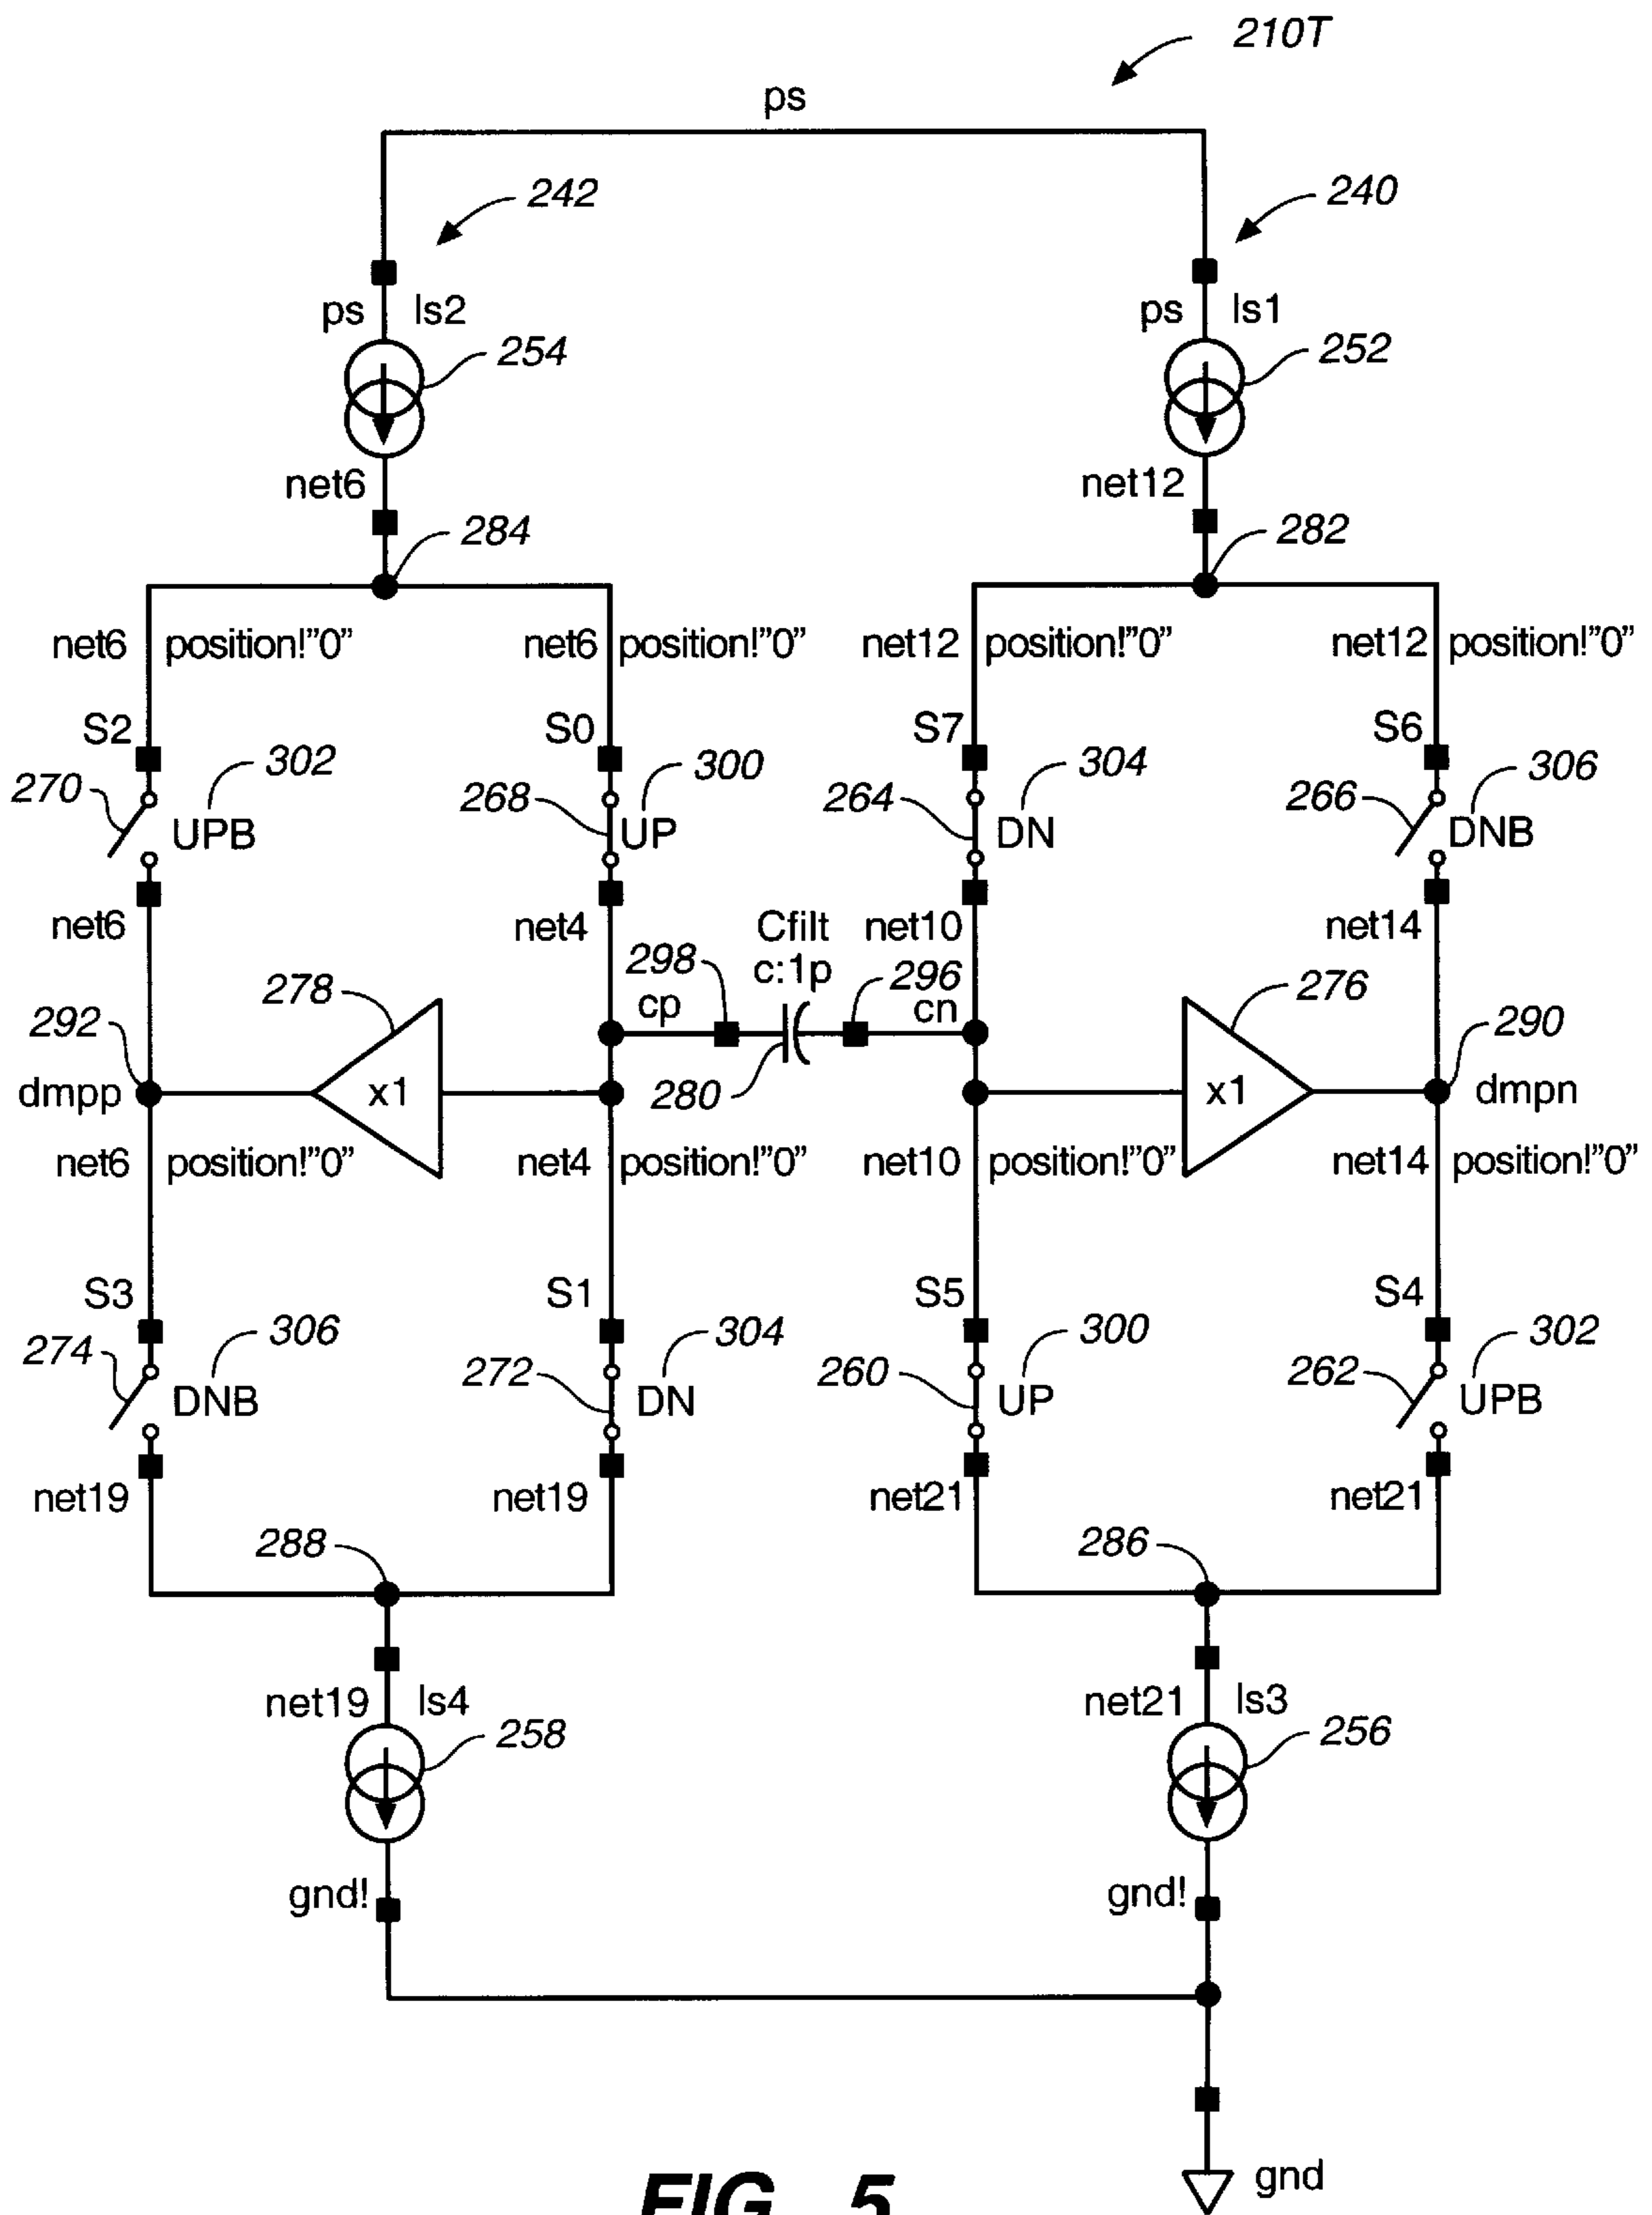 210T
ps
242
240
ps Is2
ps Is1
254
252
net6
net12
284
282
net6 position!"0"
net6 position!"0"
net12 position!"0"
net12 position!"0"
S2
S0
S7
S6
302
300
304
306
270
268
264
266
UPB
UP
DN
DNB
net6
net4
Cfilt
net10
net14
298
c:1p
296
278
cp
cn
276
292
290
dmpp
x1
280
x1
dmpn
net6 position!"0"
net4 position!"0"
net10 position!"0"
net14 position!"0"
S3
S1
S5
S4
306
304
300
302
274
272
260
262
DNB
DN
UP
UPB
net19
net19
net21
net21
288
286
net19 Is4
net21 Is3
258
256
gnd!
gnd!
gnd
FIG. 5